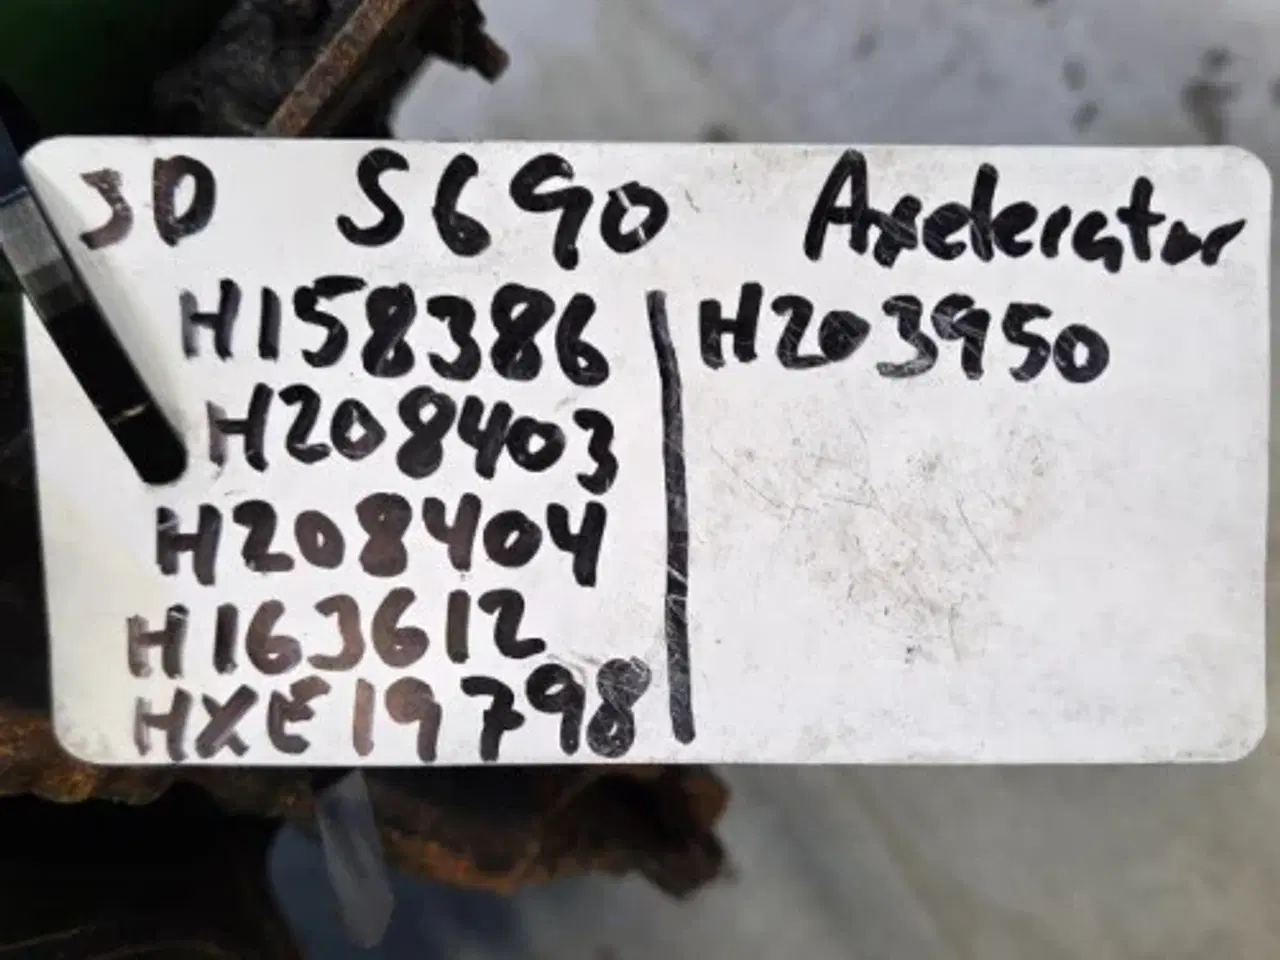 JD S690 Axelerator
H158386
H208403
H208404
H163612
HXE19798
H203950